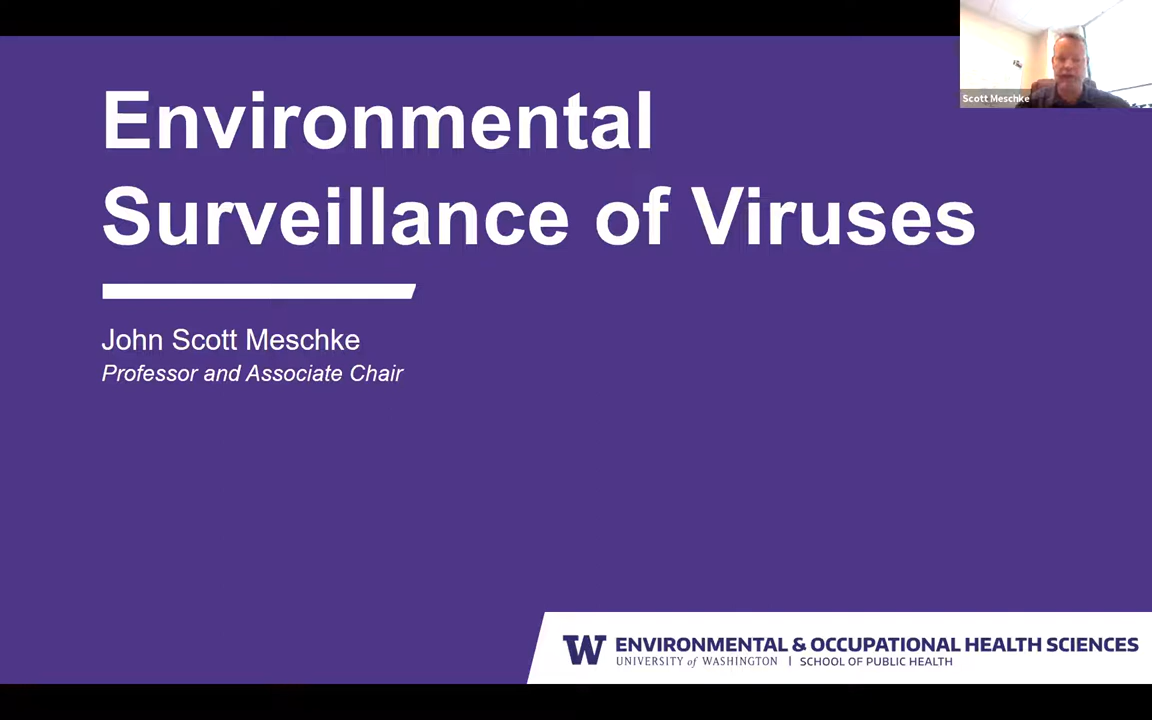 Scott Meschke
Environmental
Surveillance of Viruses
John Scott Meschke
Professor and Associate Chair
W ENVIRONMENTAL & OCCUPATIONAL HEALTH SCIENCES
UNIVERSITY of WASHINGTON | SCHOOL OF PUBLIC HEALTH